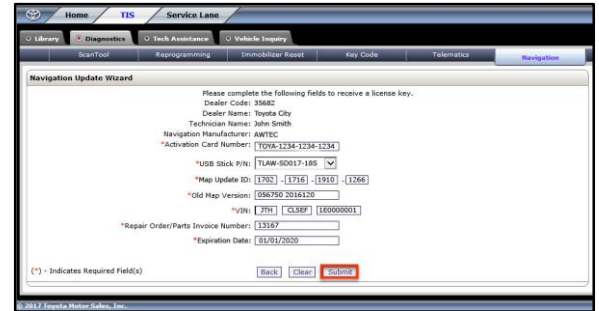 Home TIS Service Lane
Library Diagnostics Tech Assistance Vehicle Inquiry
ScanTool Reprogramming Immobilizer Reset Key Code Telematics Navigation
Navigation Update Wizard
Please complete the following fields to receive a license key.
Dealer Code: 35682
Dealer Name: Toyota City
Technician Name: John Smith
Navigation Manufacturer: AWTEC
*Activation Card Number: TOYA-1234-1234-1234
*USB Stick P/N: TLAW-SD017-18S
*Map Update ID: 1702 - 1716 - 1910 - 1266
*Old Map Version: 056750 2016120
*VIN: JTH CLSEF 1E0000001
*Repair Order/Parts Invoice Number: 13167
*Expiration Date: 01/01/2020
(*) - Indicates Required Field(s) Back Clear Submit
© 2017 Toyota Motor Sales, Inc.